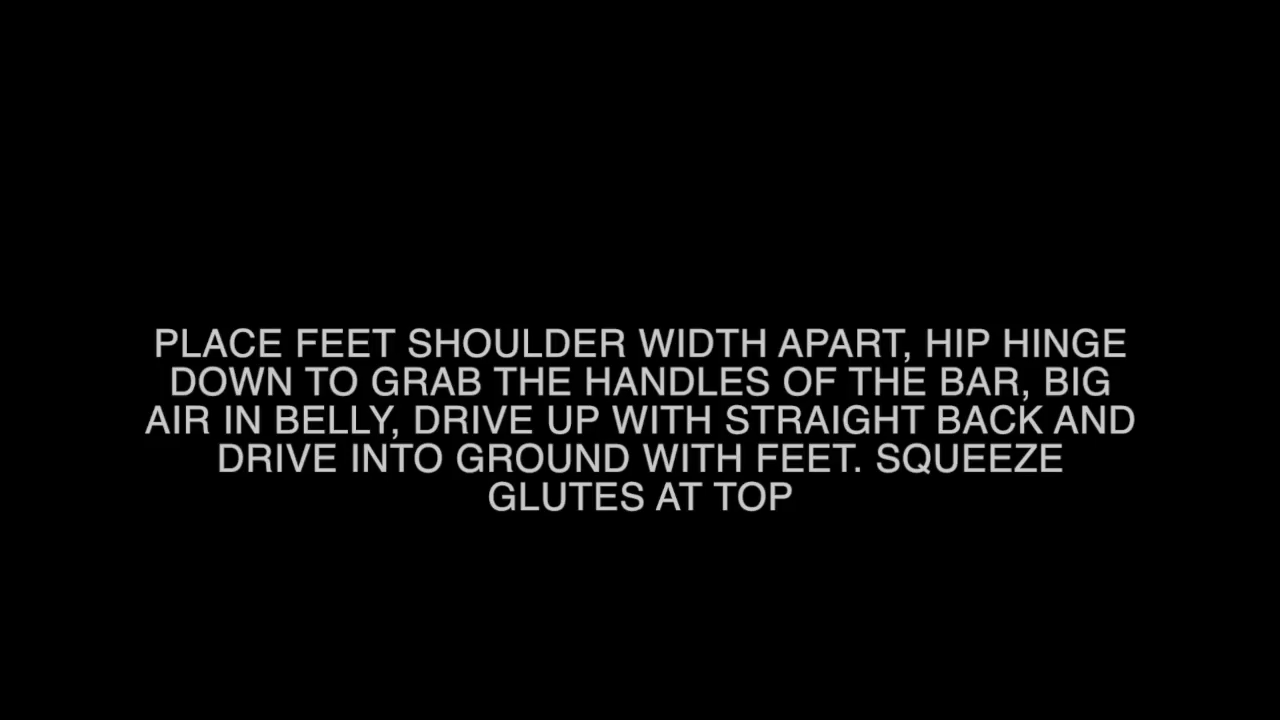 PLACE FEET SHOULDER WIDTH APART, HIP HINGE
DOWN TO GRAB THE HANDLES OF THE BAR, BIG
AIR IN BELLY, DRIVE UP WITH STRAIGHT BACK AND
DRIVE INTO GROUND WITH FEET. SQUEEZE
GLUTES AT TOP